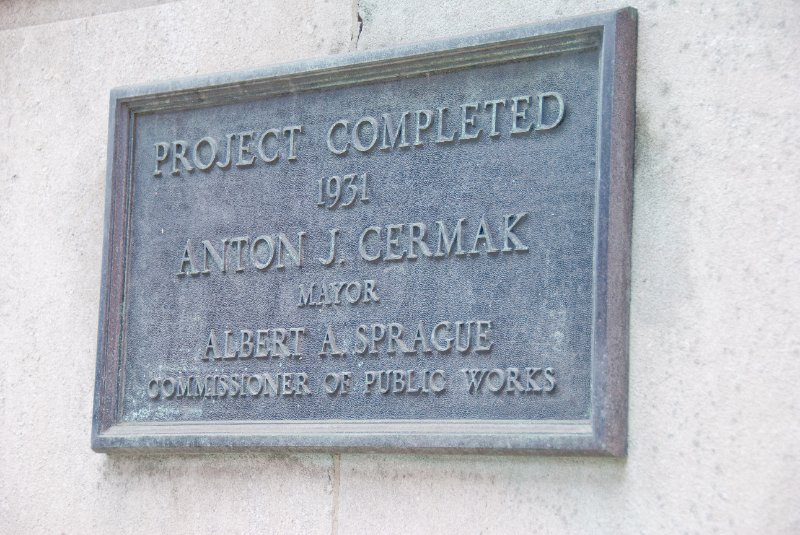 PROJECT COMPLETED
1931
ANTON J. CERMAK
MAYOR
ALBERT A. SPRAGUE
COMMISSIONER OF PUBLIC WORKS